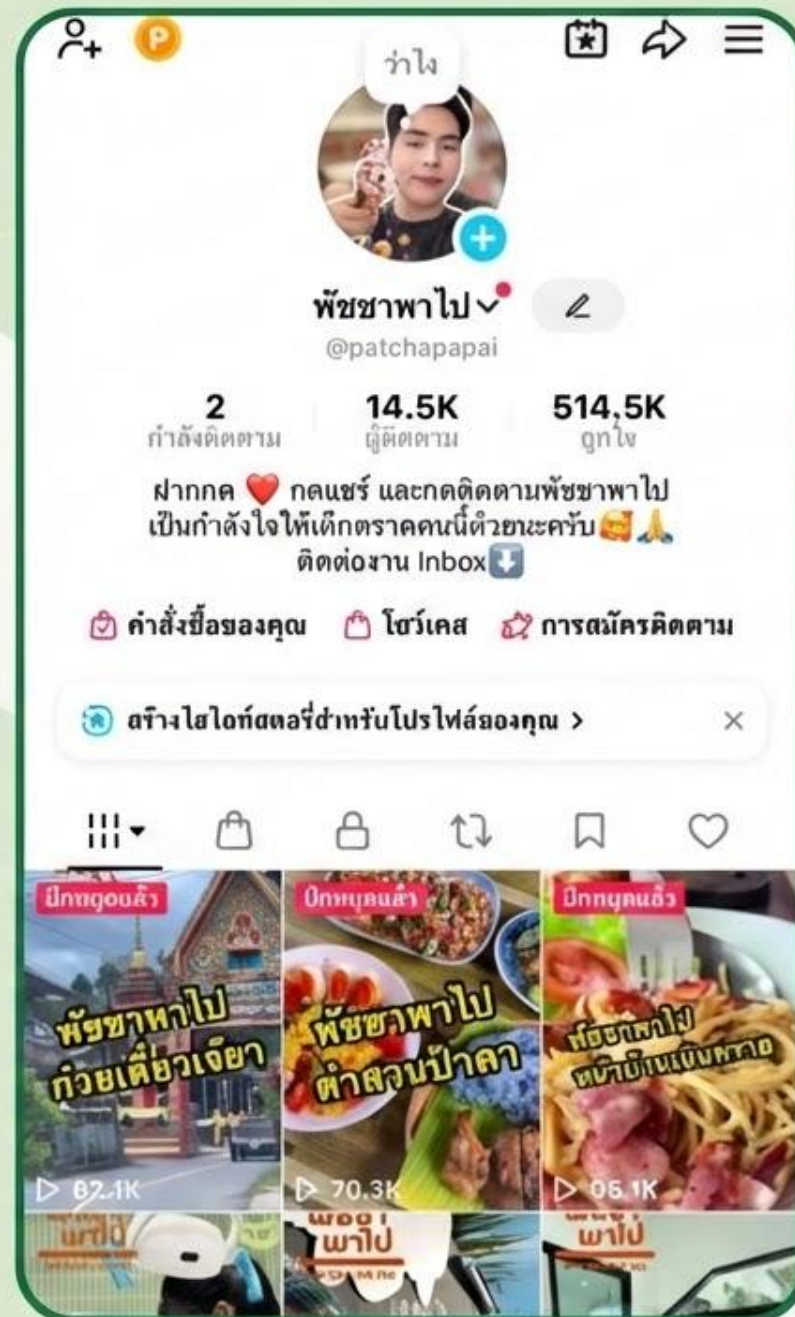 ว่าไง
พัชชาพาไป
@patchapapai
2 14.5K 514.5K
กำลังติดตาม ผู้ติดตาม ถูกใจ
ฝากกด ❤️ กดแชร์ และกดติดตามพัชชาพาไป
เป็นกำลังใจให้เด็กตราดคนนี้ด้วยนะครับ🥰🙏
ติดต่องาน Inbox⬇️
คำสั่งซื้อของคุณ โชว์เคส การสมัครติดตาม
สร้างไฮไลท์สตอรี่สำหรับโปรไฟล์ของคุณ >
ปักหมุดแล้ว ปักหมุดแล้ว ปักหมุดแล้ว
พัชชาพาไป
ก๋วยเตี๋ยวเจียว
พัชชาพาไป
ตำสวนป้าดา
พัชชาพาไป
82.1K 70.3K
พาไป พาไป พาไป